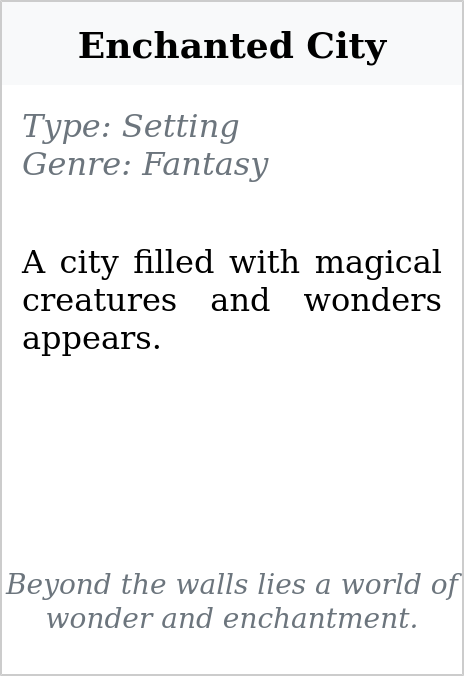 Enchanted City
Type: Setting
Genre: Fantasy
A city filled with magical
creatures and wonders
appears.
Beyond the walls lies a world of
wonder and enchantment.